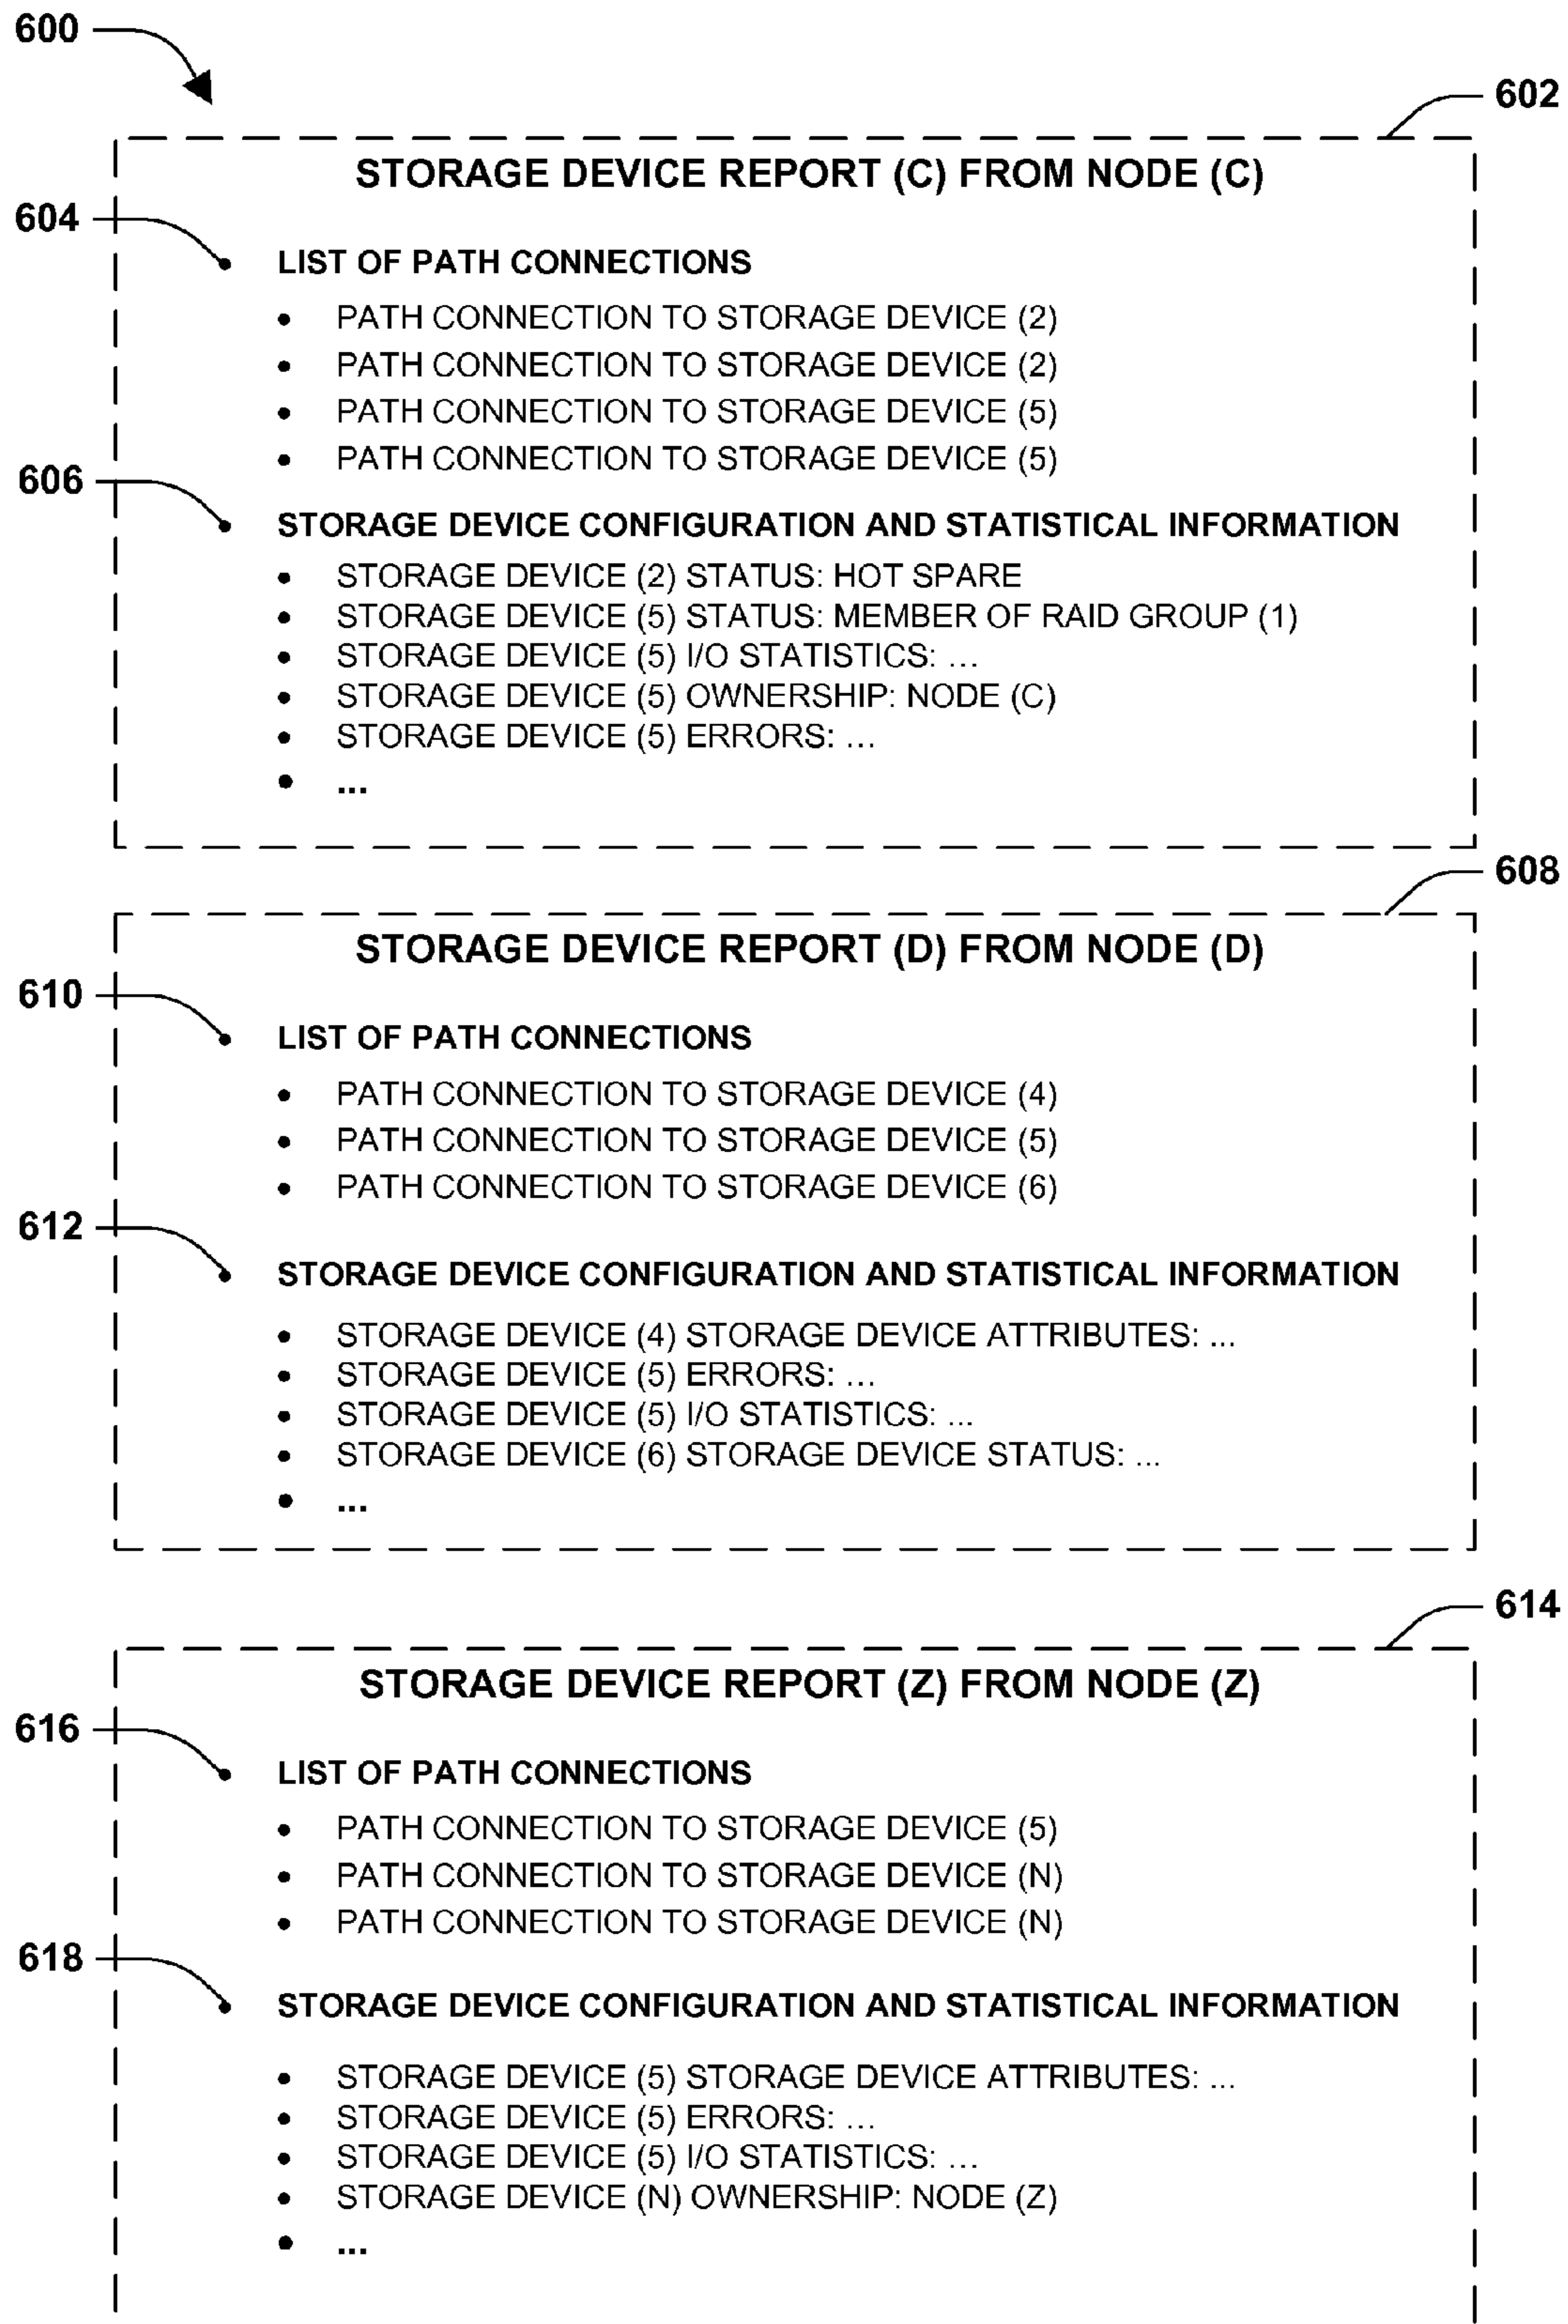 600
602
STORAGE DEVICE REPORT (C) FROM NODE (C)
604
• LIST OF PATH CONNECTIONS
• PATH CONNECTION TO STORAGE DEVICE (2)
• PATH CONNECTION TO STORAGE DEVICE (2)
• PATH CONNECTION TO STORAGE DEVICE (5)
• PATH CONNECTION TO STORAGE DEVICE (5)
606
• STORAGE DEVICE CONFIGURATION AND STATISTICAL INFORMATION
• STORAGE DEVICE (2) STATUS: HOT SPARE
• STORAGE DEVICE (5) STATUS: MEMBER OF RAID GROUP (1)
• STORAGE DEVICE (5) I/O STATISTICS: ...
• STORAGE DEVICE (5) OWNERSHIP: NODE (C)
• STORAGE DEVICE (5) ERRORS: ...
• ...
608
STORAGE DEVICE REPORT (D) FROM NODE (D)
610
• LIST OF PATH CONNECTIONS
• PATH CONNECTION TO STORAGE DEVICE (4)
• PATH CONNECTION TO STORAGE DEVICE (5)
• PATH CONNECTION TO STORAGE DEVICE (6)
612
• STORAGE DEVICE CONFIGURATION AND STATISTICAL INFORMATION
• STORAGE DEVICE (4) STORAGE DEVICE ATTRIBUTES: ...
• STORAGE DEVICE (5) ERRORS: ...
• STORAGE DEVICE (5) I/O STATISTICS: ...
• STORAGE DEVICE (6) STORAGE DEVICE STATUS: ...
• ...
614
STORAGE DEVICE REPORT (Z) FROM NODE (Z)
616
• LIST OF PATH CONNECTIONS
• PATH CONNECTION TO STORAGE DEVICE (5)
• PATH CONNECTION TO STORAGE DEVICE (N)
• PATH CONNECTION TO STORAGE DEVICE (N)
618
• STORAGE DEVICE CONFIGURATION AND STATISTICAL INFORMATION
• STORAGE DEVICE (5) STORAGE DEVICE ATTRIBUTES: ...
• STORAGE DEVICE (5) ERRORS: ...
• STORAGE DEVICE (5) I/O STATISTICS: ...
• STORAGE DEVICE (N) OWNERSHIP: NODE (Z)
• ...